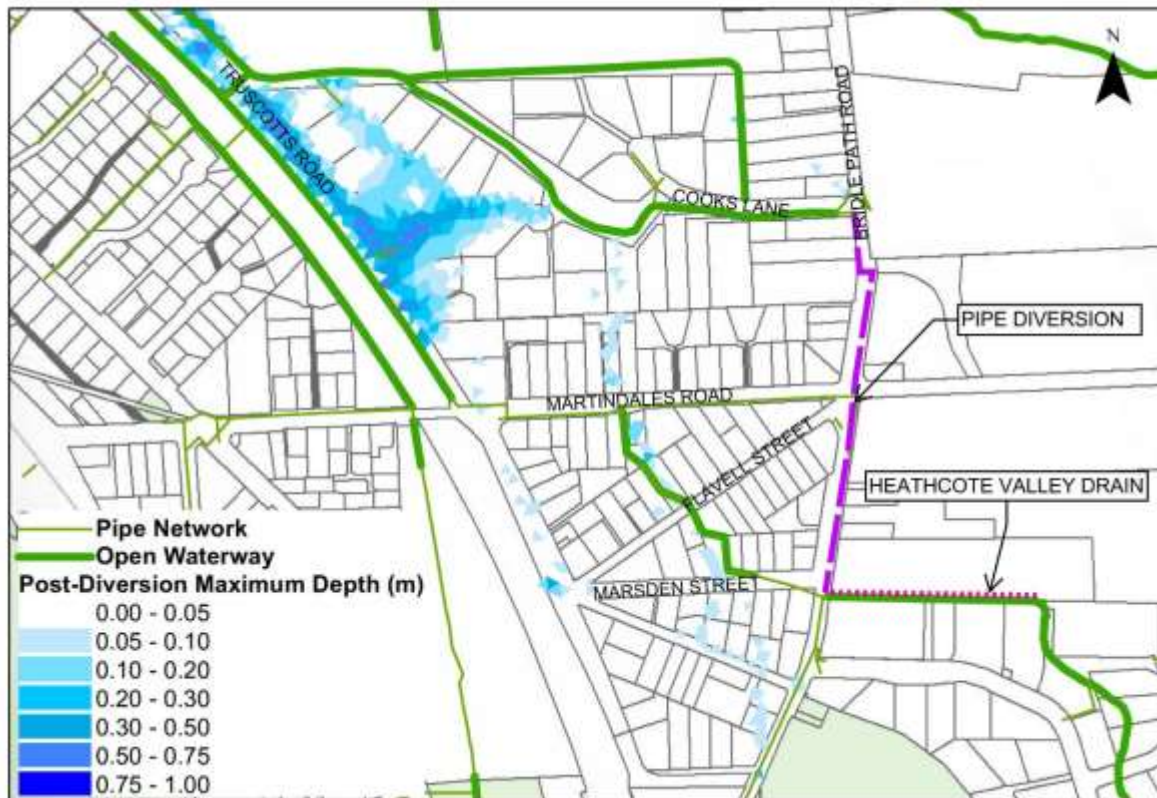 N
TRUSCOTTS ROAD
BRIDLE PATH ROAD
COOKS LANE
PIPE DIVERSION
MARTINDALES ROAD
FLAVELL STREET
HEATHCOTE VALLEY DRAIN
MARSDEN STREET
Pipe Network
Open Waterway
Post-Diversion Maximum Depth (m)
0.00 - 0.05
0.05 - 0.10
0.10 - 0.20
0.20 - 0.30
0.30 - 0.50
0.50 - 0.75
0.75 - 1.00